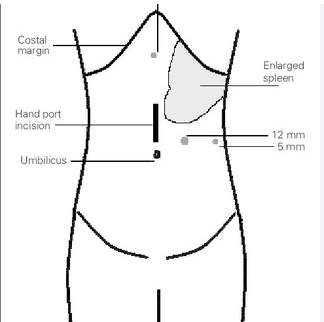 Costal
margin
Enlarged
spleen
Hand port
incision
12 mm
5 mm
Umbilicus